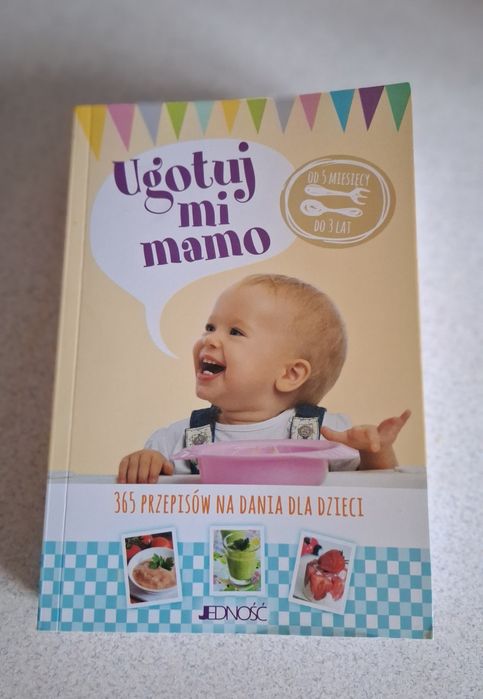 Ugotuj
mi
mamo
OD 5 MIESIĘCY
DO 3 LAT
365 PRZEPISÓW NA DANIA DLA DZIECI
JEDNOŚĆ